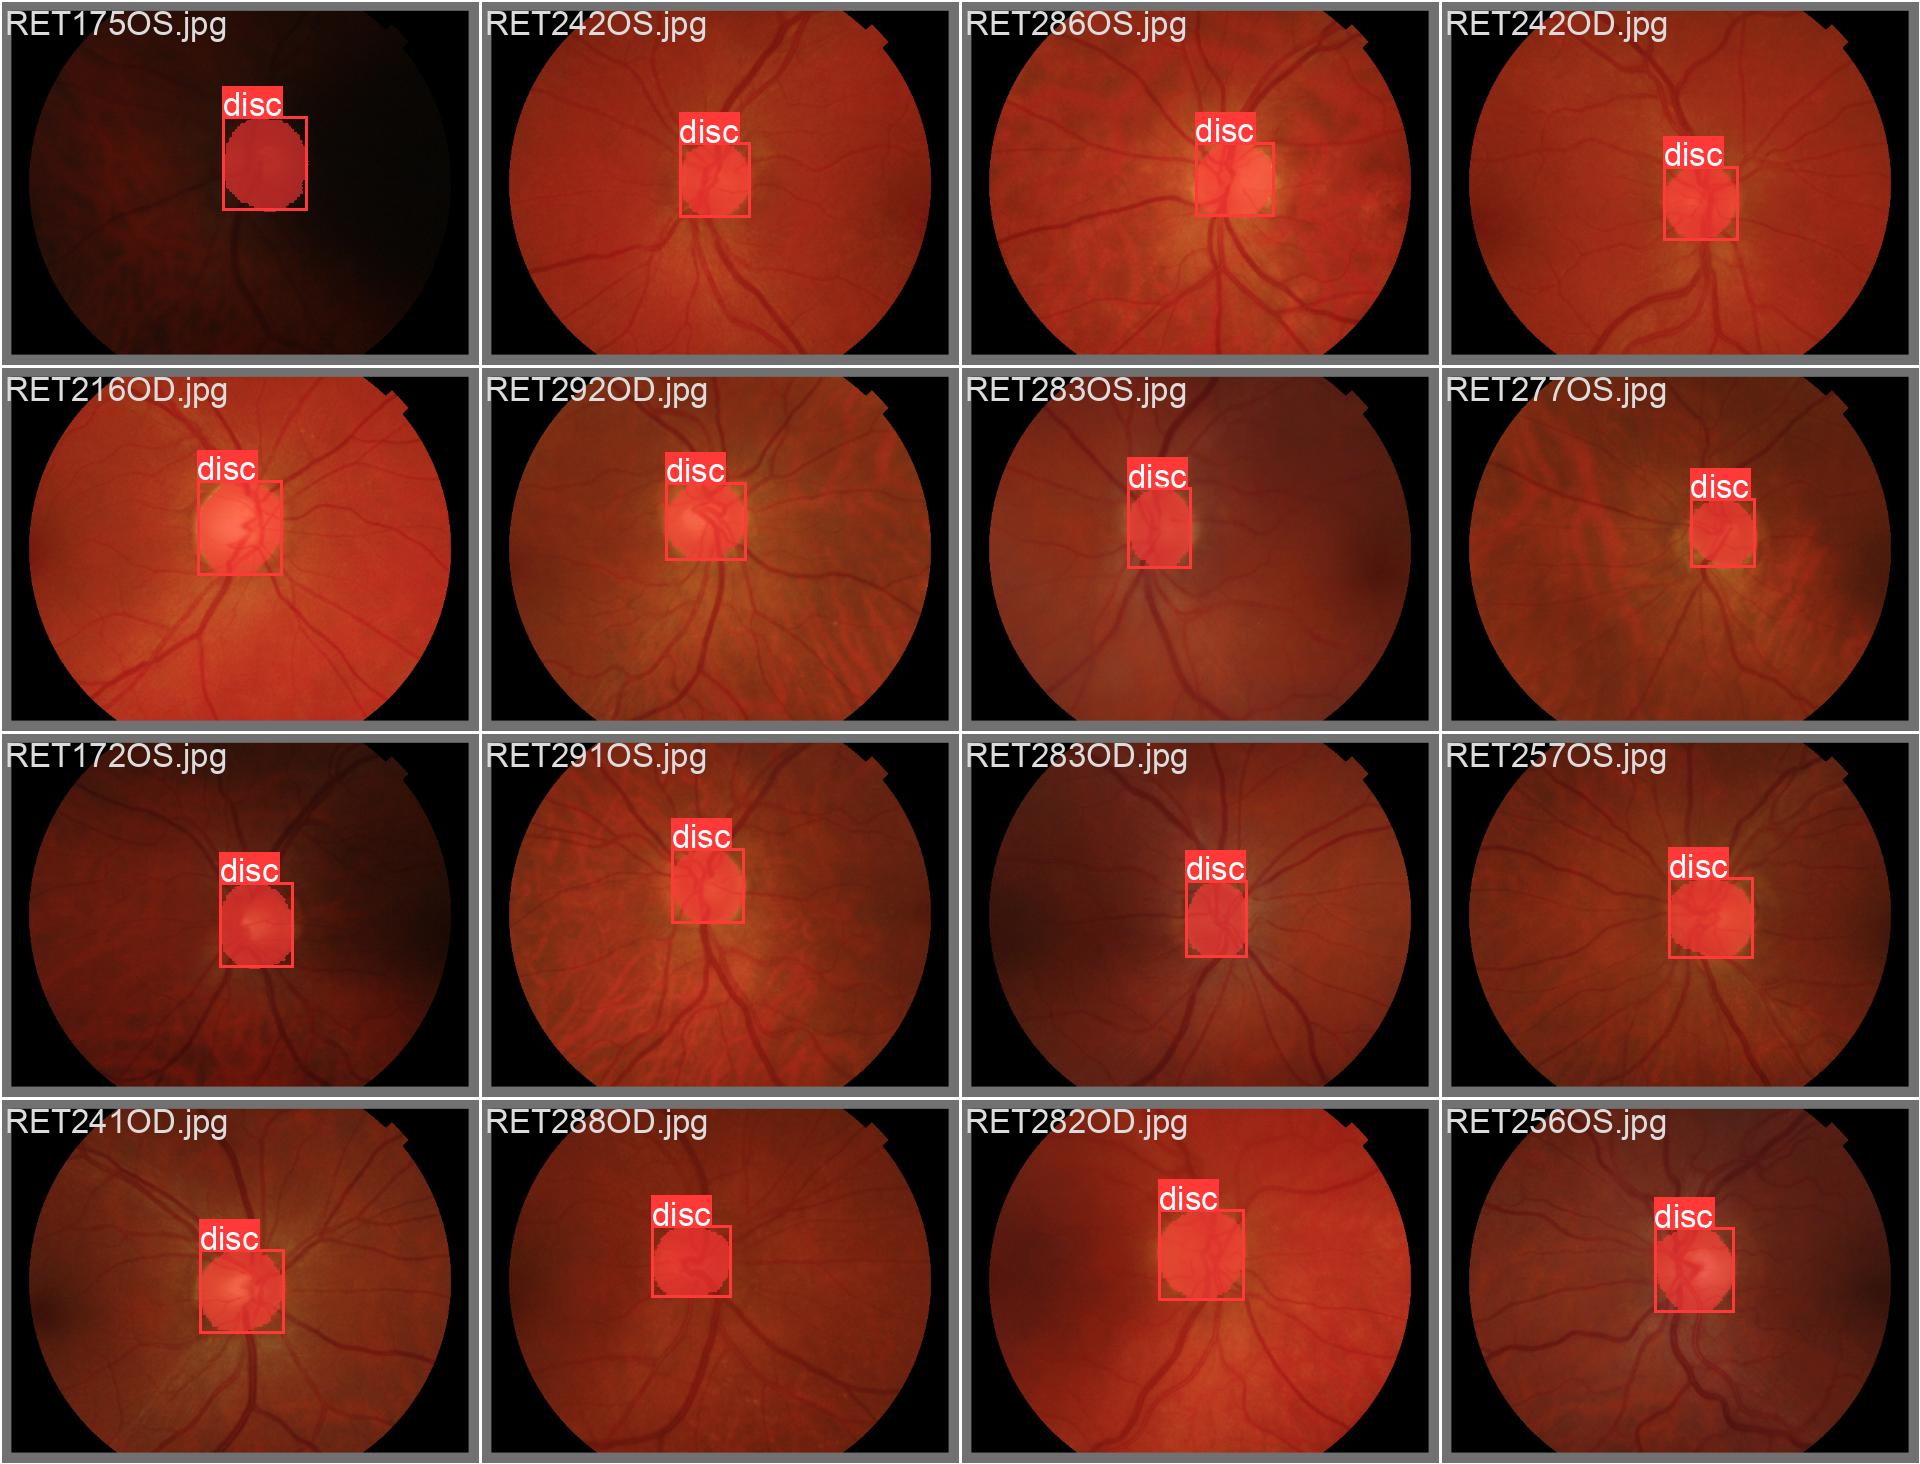 RET175OS.jpg
disc
RET242OS.jpg
disc
RET286OS.jpg
disc
RET242OD.jpg
disc
RET216OD.jpg
disc
RET292OD.jpg
disc
RET283OS.jpg
disc
RET277OS.jpg
disc
RET172OS.jpg
disc
RET291OS.jpg
disc
RET283OD.jpg
disc
RET257OS.jpg
disc
RET241OD.jpg
disc
RET288OD.jpg
disc
RET282OD.jpg
disc
RET256OS.jpg
disc